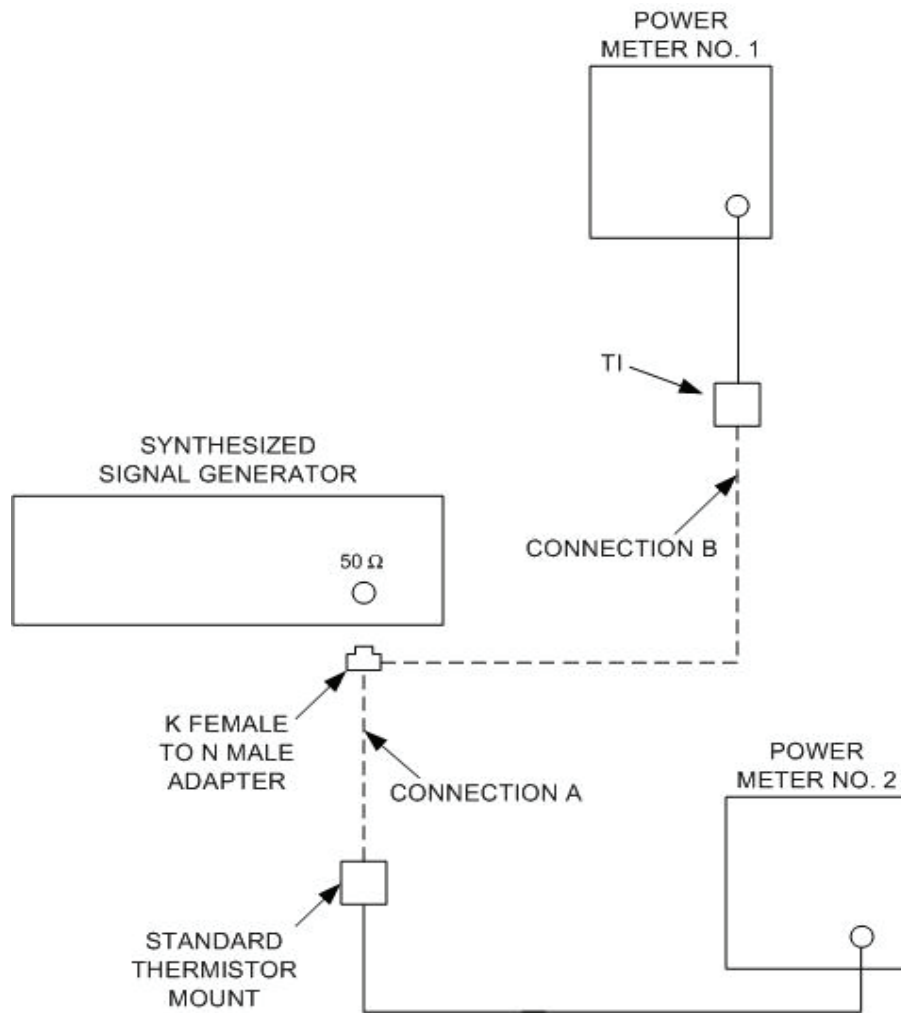 POWER
METER NO. 1
TI
SYNTHESIZED
SIGNAL GENERATOR
CONNECTION B
50 Ω
K FEMALE
TO N MALE
ADAPTER
CONNECTION A
POWER
METER NO. 2
STANDARD
THERMISTOR
MOUNT